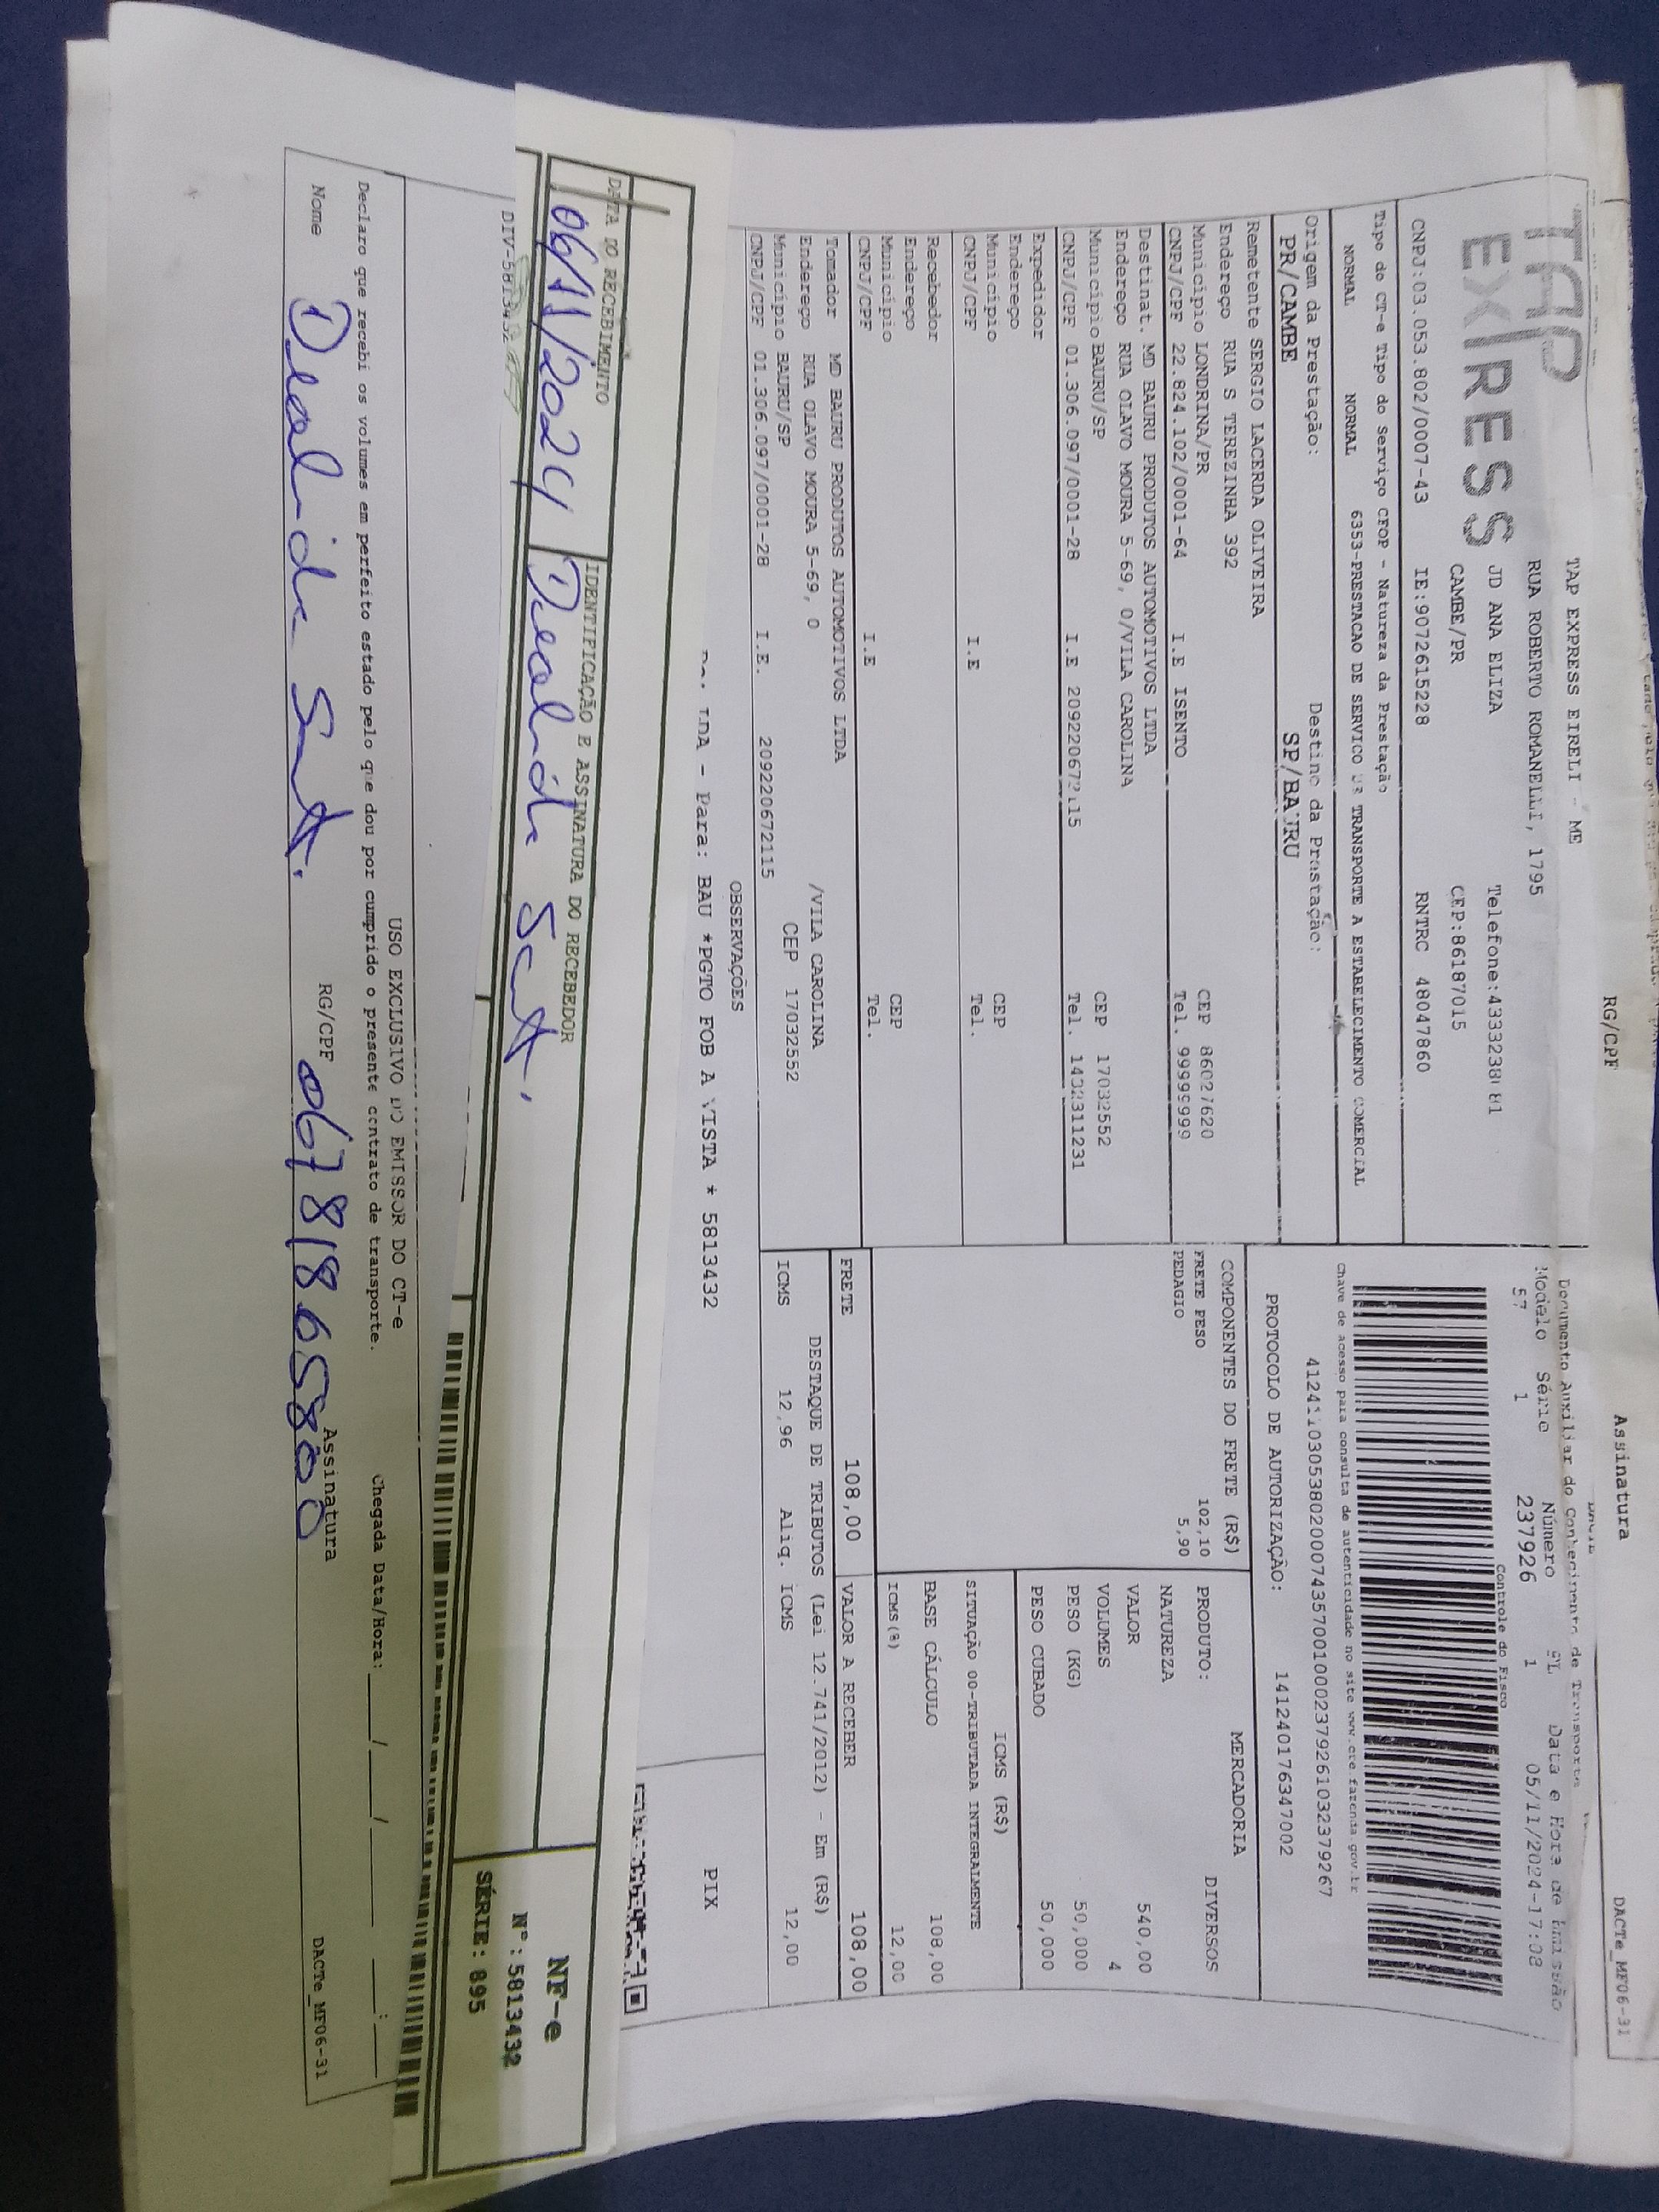 RG/CPF
Assinatura
DACTe_MF06-31
TAP
EXPRESS
TAP EXPRESS EIRELI - ME
RUA ROBERTO ROMANELLI, 1795
JD ANA ELIZA
CAMBE/PR
CEP:86187015
CNPJ:03.053.802/0007-43 IE:9072615228 RNTRC 48047860
Documento Auxiliar do Conhecimento de Transporte
Modelo Série Número FL Data e Hora de Emissão
57 1 237926 1 05/11/2024-17:08
Controle do Fisco
Chave de acesso para consulta de autenticidade no site www.cte.fazenda.gov.br
41241103053802000743570010002379261032379267
PROTOCOLO DE AUTORIZAÇÃO: 141240176347002
Tipo do CT-e Tipo do Serviço CFOP - Natureza da Prestação
NORMAL NORMAL 6353-PRESTACAO DE SERVICO DE TRANSPORTE A ESTABELECIMENTO COMERCIAL
Origem da Prestação: Destino da Prestação:
PR/CAMBE SP/BAURU
Remetente SERGIO LACERDA OLIVEIRA
Endereço RUA S TEREZINHA 392
Município LONDRINA/PR CEP 86027620
CNPJ/CPF 22.824.102/0001-64 I.E ISENTO Tel. 99999999
Destinat. MD BAURU PRODUTOS AUTOMOTIVOS LTDA
Endereço RUA OLAVO MOURA 5-69, 0/VILA CAROLINA
Município BAURU/SP CEP 17032552
CNPJ/CPF 01.306.097/0001-28 I.E 209220672115 Tel. 1432311231
Expedidor
Endereço
Município CEP
CNPJ/CPF I.E Tel.
Recebedor
Endereço
Município CEP
CNPJ/CPF I.E Tel.
Tomador MD BAURU PRODUTOS AUTOMOTIVOS LTDA
Endereço RUA OLAVO MOURA 5-69, 0 /VILA CAROLINA
Município BAURU/SP CEP 17032552
CNPJ/CPF 01.306.097/0001-28 I.E. 209220672115
COMPONENTES DO FRETE (R$)
FRETE PESO 102,10
PEDAGIO 5,90
MERCADORIA
PRODUTO: DIVERSOS
NATUREZA
VALOR 540,00
VOLUMES 4
PESO (KG) 50,000
PESO CUBADO 50,000
ICMS (R$)
SITUAÇÃO 00-TRIBUTADA INTEGRALMENTE
BASE CÁLCULO 108,00
ICMS(%) 12,00
FRETE 108,00 VALOR A RECEBER 108,00
DESTAQUE DE TRIBUTOS (Lei 12.741/2012) - Em (R$)
ICMS 12,96 Aliq. ICMS 12,00
OBSERVAÇÕES
LDA - Para: BAU *PGTO FOB A VISTA * 5813432
PIX
DATA DO RECEBIMENTO
06/11/2024
IDENTIFICAÇÃO E ASSINATURA DO RECEBEDOR
NF-e
N°:5813432
SÉRIE: 895
DIV-5813432
USO EXCLUSIVO DO EMISSOR DO CT-e
Declaro que recebi os volumes em perfeito estado pelo que dou por cumprido o presente contrato de transporte. Chegada Data/Hora: ____/____/____ ___:___
Nome RG/CPF 06781865800 Assinatura
DACTe_MF06-31